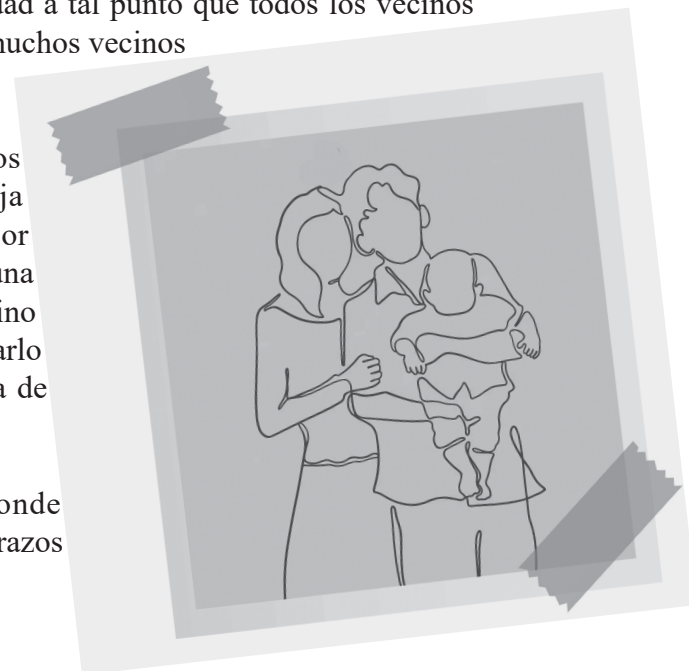 dad a tal punto que todos los vecinos
muchos vecinos
os
ja
or
una
ino
arlo
a de
onde
razos